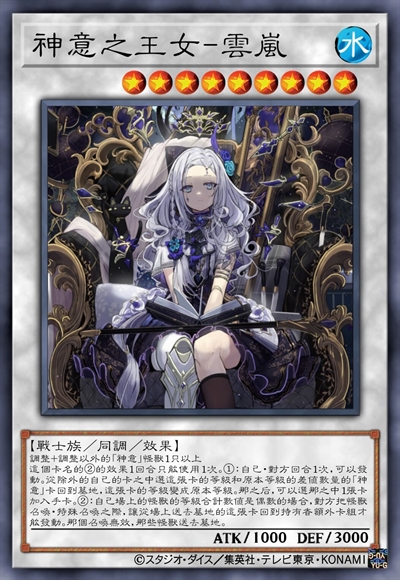 神意之王女-雲嵐
水
【戰士族／同調／效果】
調整＋調整以外的「神意」怪獸1只以上
這個卡名的②的效果1回合只能使用1次。①：自己·對方回合1次，可以發
動。從除外的自己的卡之中選這張卡的等級和原本等級的差值數量的「神
意」卡回到墓地，這張卡的等級變成原本等級。那之後，可以選那之中1張卡
加入手卡。②：自己場上的怪獸的等級合計數值是偶數的場合，對方把怪獸
召喚·特殊召喚之際，讓從場上送去墓地的這張卡回到持有者額外卡組才
能發動。那個召喚無效，那些怪獸送去墓地。
ATK / 1000 DEF / 3000
©スタジオ・ダイス／集英社・テレビ東京・KONAMI
YU-G